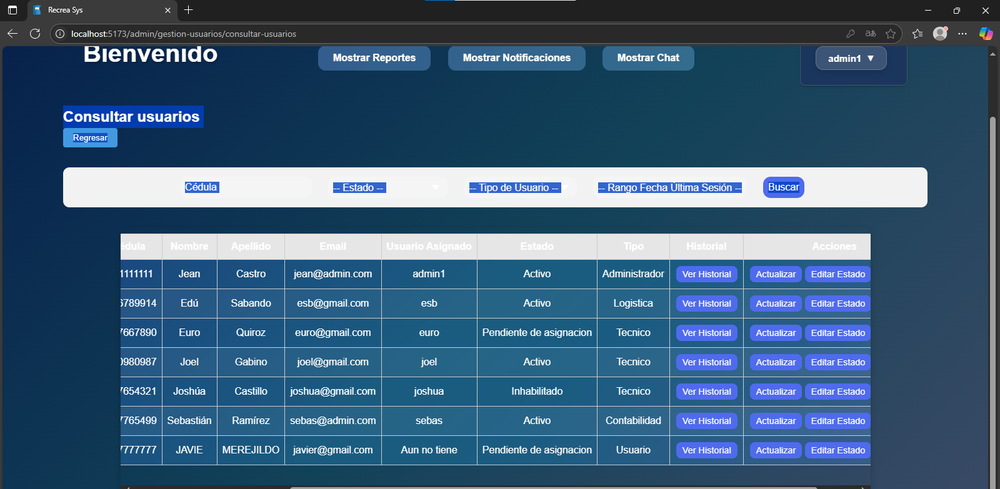 Recrea Sys
localhost:5173/admin/gestion-usuarios/consultar-usuarios
Bienvenido
Mostrar Reportes
Mostrar Notificaciones
Mostrar Chat
admin1 ▼
Consultar usuarios
Regresar
Cédula
-- Estado --
-- Tipo de Usuario --
-- Rango Fecha Última Sesión --
Buscar
édula Nombre Apellido Email Usuario Asignado Estado Tipo Historial Acciones
1111111 Jean Castro jean@admin.com admin1 Activo Administrador Ver Historial Actualizar Editar Estado
6789914 Edú Sabando esb@gmail.com esb Activo Logistica Ver Historial Actualizar Editar Estado
7667890 Euro Quiroz euro@gmail.com euro Pendiente de asignacion Tecnico Ver Historial Actualizar Editar Estado
0980987 Joel Gabino joel@gmail.com joel Activo Tecnico Ver Historial Actualizar Editar Estado
7654321 Joshúa Castillo joshua@gmail.com joshua Inhabilitado Tecnico Ver Historial Actualizar Editar Estado
7765499 Sebastián Ramírez sebas@admin.com sebas Activo Contabilidad Ver Historial Actualizar Editar Estado
7777777 JAVIE MEREJILDO javier@gmail.com Aun no tiene Pendiente de asignacion Usuario Ver Historial Actualizar Editar Estado